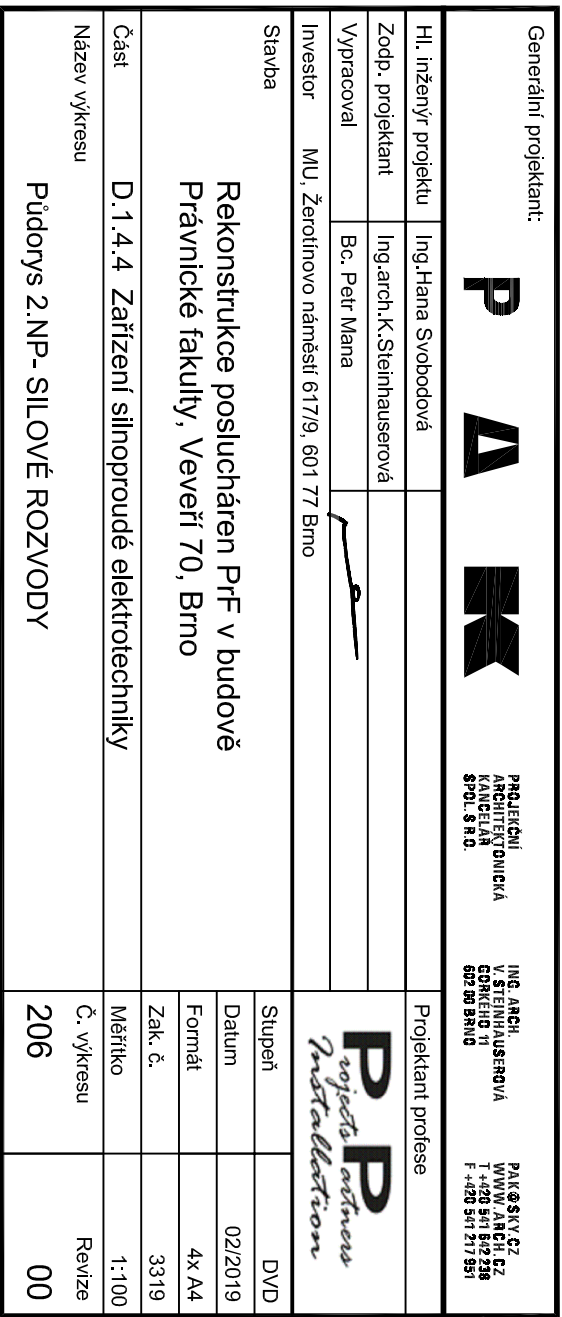 Generální projektant:
P A K
PROJEKČNÍ
ARCHITEKTONICKÁ
KANCELÁŘ
SPOL. S R.O.
ING. ARCH.
V. STEINHAUSEROVÁ
GORKÉHO 11
602 00 BRNO
PAK@SKY.CZ
WWW.ARCH.CZ
T +420 541 642 238
F +420 541 217 951
Hl. inženýr projektu Ing.Hana Svobodová
Zodp. projektant Ing.arch.K.Steinhauserová
Vypracoval Bc. Petr Mana
Investor MU, Žerotínovo náměstí 617/9, 601 77 Brno
Projektant profese
PP
rojects artners
Installation
Stavba
Rekonstrukce poslucháren PrF v budově
Právnické fakulty, Veveří 70, Brno
Stupeň DVD
Datum 02/2019
Formát 4x A4
Zak. č. 3319
Část D.1.4.4 Zařízení silnoproudé elektrotechniky
Měřítko 1:100
Název výkresu
Půdorys 2.NP- SILOVÉ ROZVODY
Č. výkresu Revize
206 00